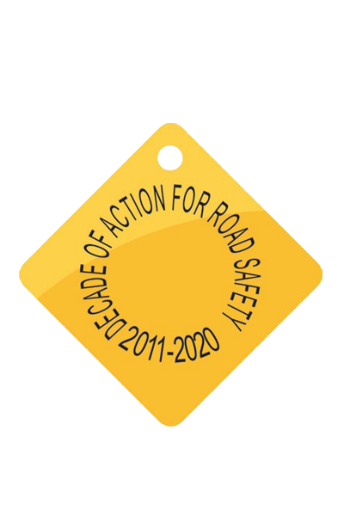 DECADE OF ACTION FOR ROAD SAFETY
2011-2020